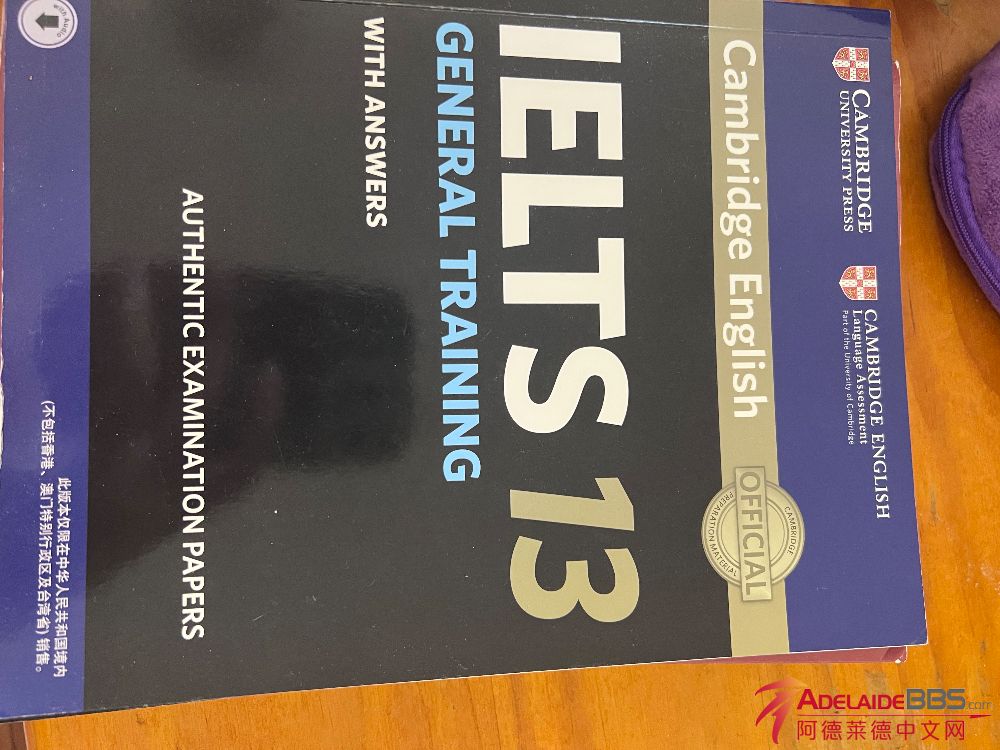 CAMBRIDGE
UNIVERSITY PRESS
CAMBRIDGE ENGLISH
Language Assessment
Part of the University of Cambridge
Cambridge English
CAMBRIDGE
OFFICIAL
PREPARATION MATERIAL
IELTS 13
GENERAL TRAINING
WITH ANSWERS
AUTHENTIC EXAMINATION PAPERS
with Audio
此版本仅限在中华人民共和国境内
(不包括香港、澳门特别行政区及台湾省) 销售。
ADELAIDEBBS.com
阿德莱德中文网